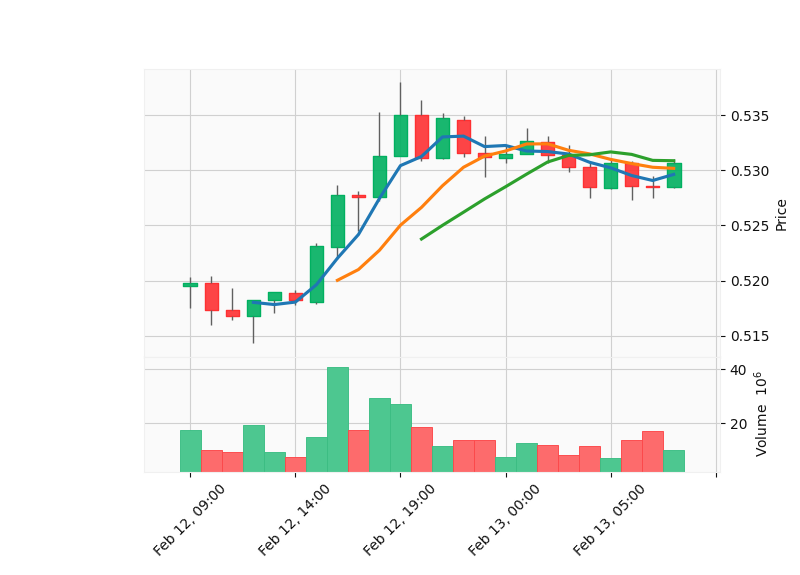 0.535
0.530
0.525
0.520
0.515
Price
40
20
Volume 10^6
Feb 12, 09:00
Feb 12, 14:00
Feb 12, 19:00
Feb 13, 00:00
Feb 13, 05:00